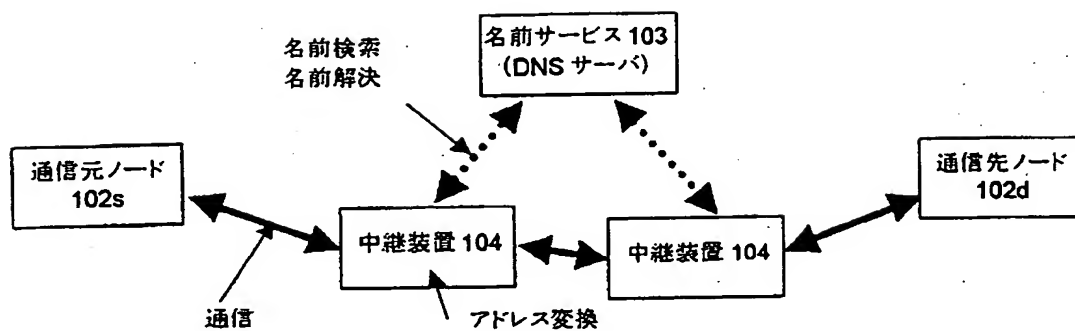 名前検索
名前解決
名前サービス 103
(DNS サーバ)
通信元ノード
102s
通信先ノード
102d
中継装置 104
中継装置 104
通信
アドレス変換